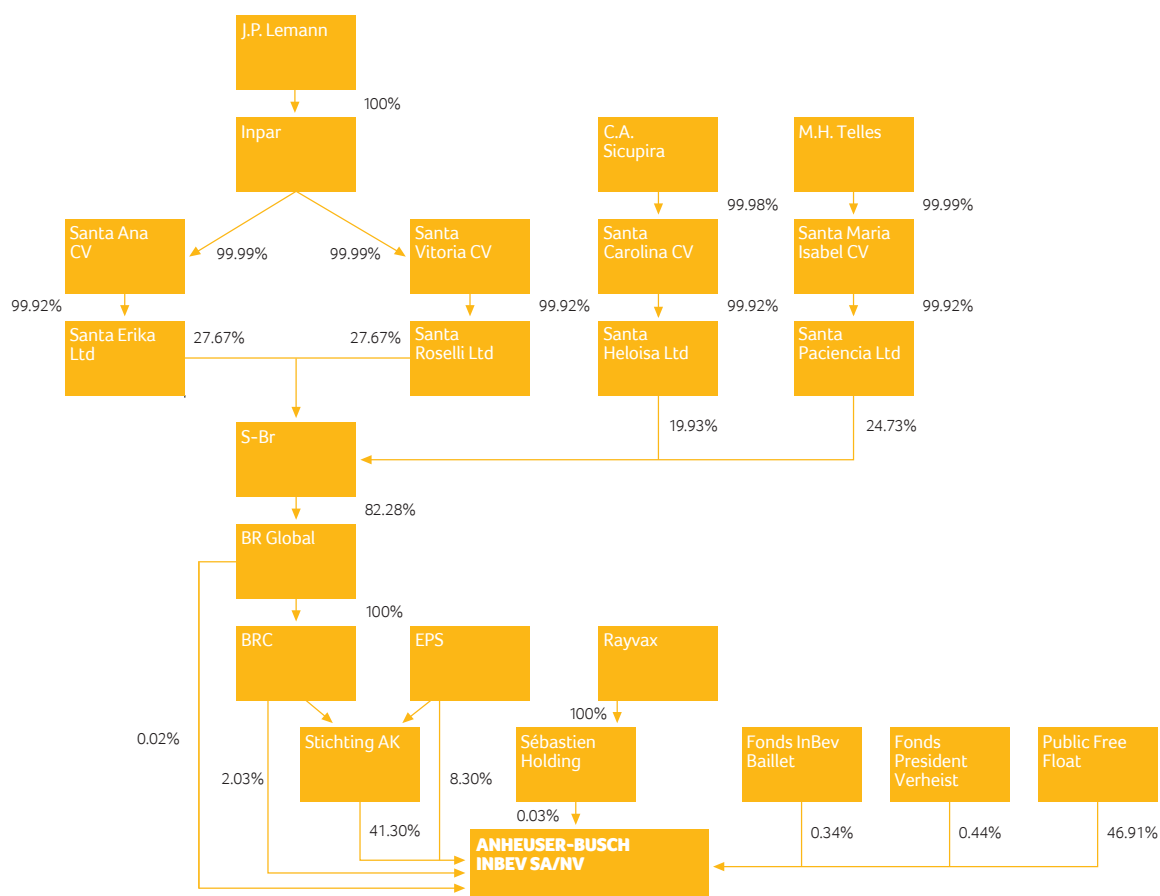 J.P. Lemann
100%
Inpar
C.A.
Sicupira
M.H. Telles
99.98%
99.99%
Santa Ana
CV
99.99%
99.99%
Santa
Vitoria CV
Santa
Carolina CV
Santa Maria
Isabel CV
99.92%
99.92%
99.92%
99.92%
Santa Erika
Ltd
27.67%
27.67%
Santa
Roselli Ltd
Santa
Heloisa Ltd
Santa
Paciencia Ltd
19.93%
24.73%
S-Br
82.28%
BR Global
100%
BRC
EPS
Rayvax
100%
0.02%
Stichting AK
Sébastien
Holding
Fonds InBev
Baillet
Fonds
President
Verheist
Public Free
Float
2.03%
8.30%
0.03%
41.30%
0.34%
0.44%
46.91%
ANHEUSER-BUSCH
INBEV SA/NV